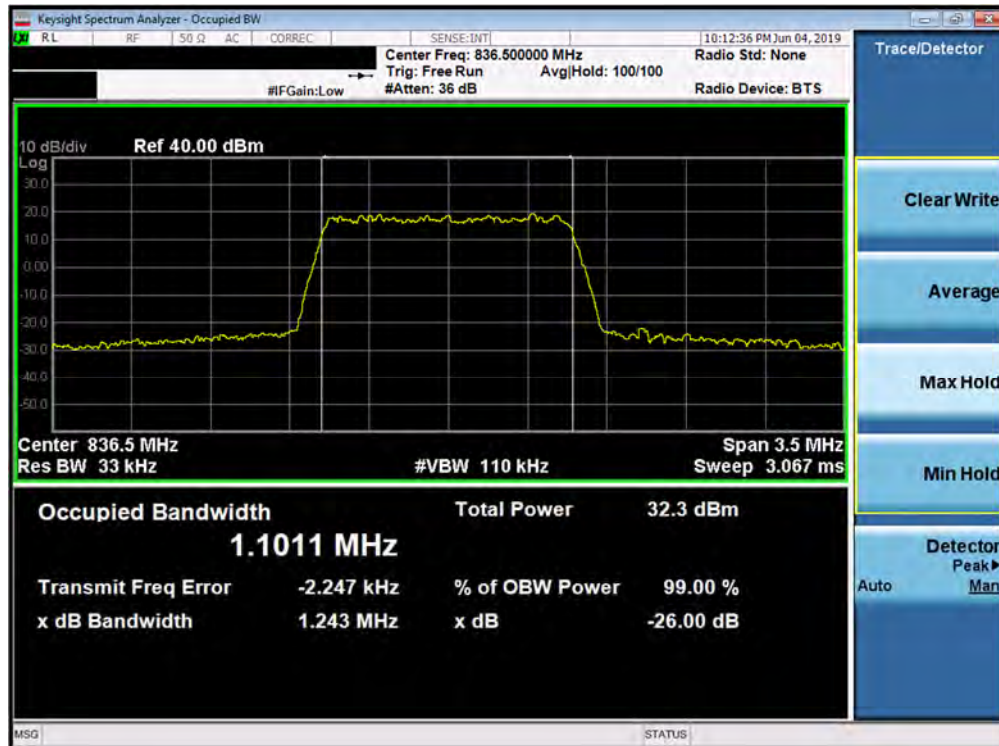 Keysight Spectrum Analyzer - Occupied BW
LXI RL RF 50 Ω AC CORREC SENSE:INT 10:12:36 PM Jun 04, 2019
Center Freq: 836.500000 MHz Radio Std: None
Trig: Free Run Avg|Hold: 100/100
#IFGain:Low #Atten: 36 dB Radio Device: BTS
Trace/Detector
10 dB/div Ref 40.00 dBm
Log
30.0
20.0
10.0
0.00
-10.0
-20.0
-30.0
-40.0
-50.0
Center 836.5 MHz Span 3.5 MHz
Res BW 33 kHz #VBW 110 kHz Sweep 3.067 ms
Occupied Bandwidth Total Power 32.3 dBm
1.1011 MHz
Transmit Freq Error -2.247 kHz % of OBW Power 99.00 %
x dB Bandwidth 1.243 MHz x dB -26.00 dB
Clear Write
Average
Max Hold
Min Hold
Detector
Peak
Auto Man
MSG STATUS